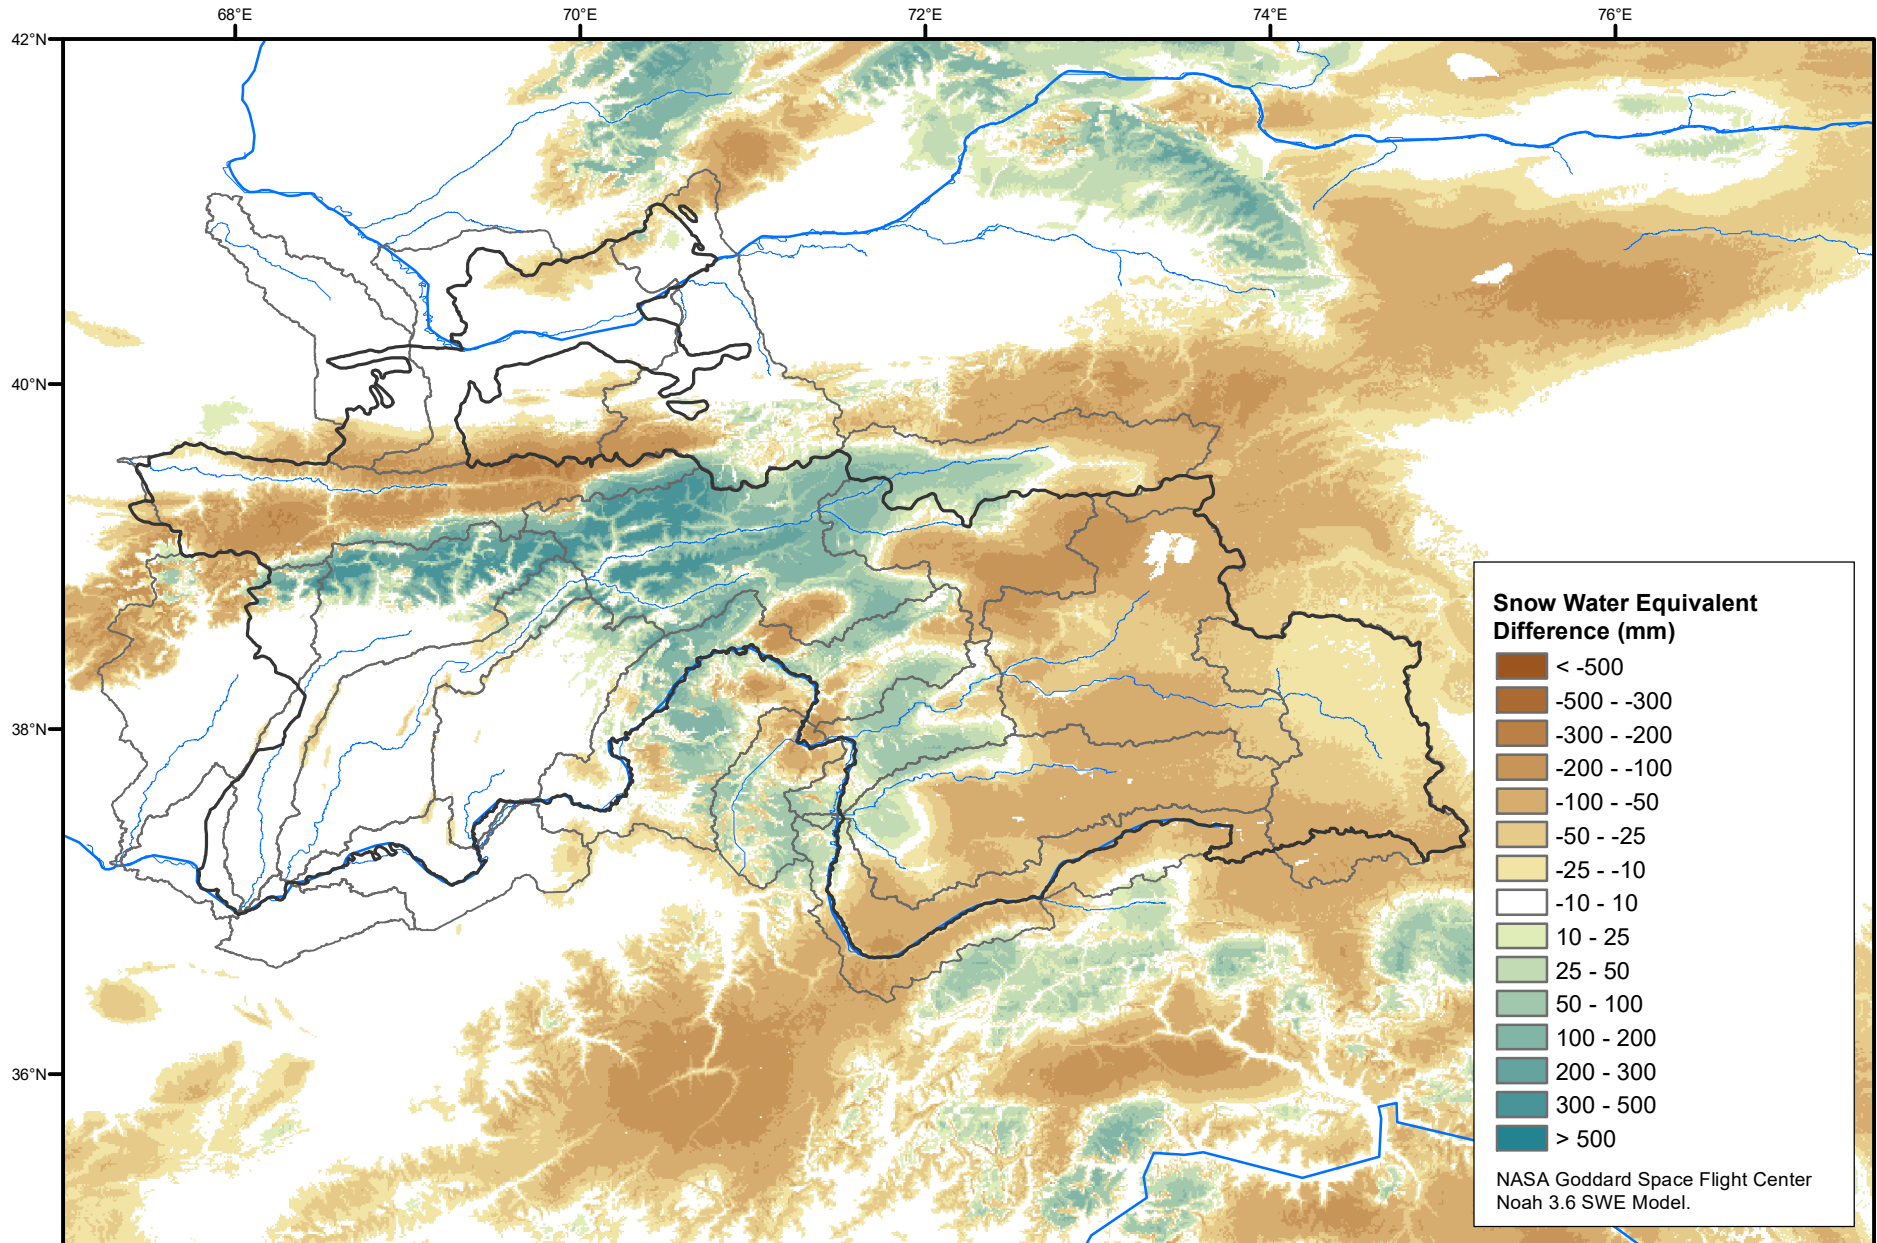 68°E
70°E
72°E
74°E
76°E
42°N
40°N
38°N
36°N
Snow Water Equivalent
Difference (mm)
< -500
-500 - -300
-300 - -200
-200 - -100
-100 - -50
-50 - -25
-25 - -10
-10 - 10
10 - 25
25 - 50
50 - 100
100 - 200
200 - 300
300 - 500
> 500
NASA Goddard Space Flight Center
Noah 3.6 SWE Model.